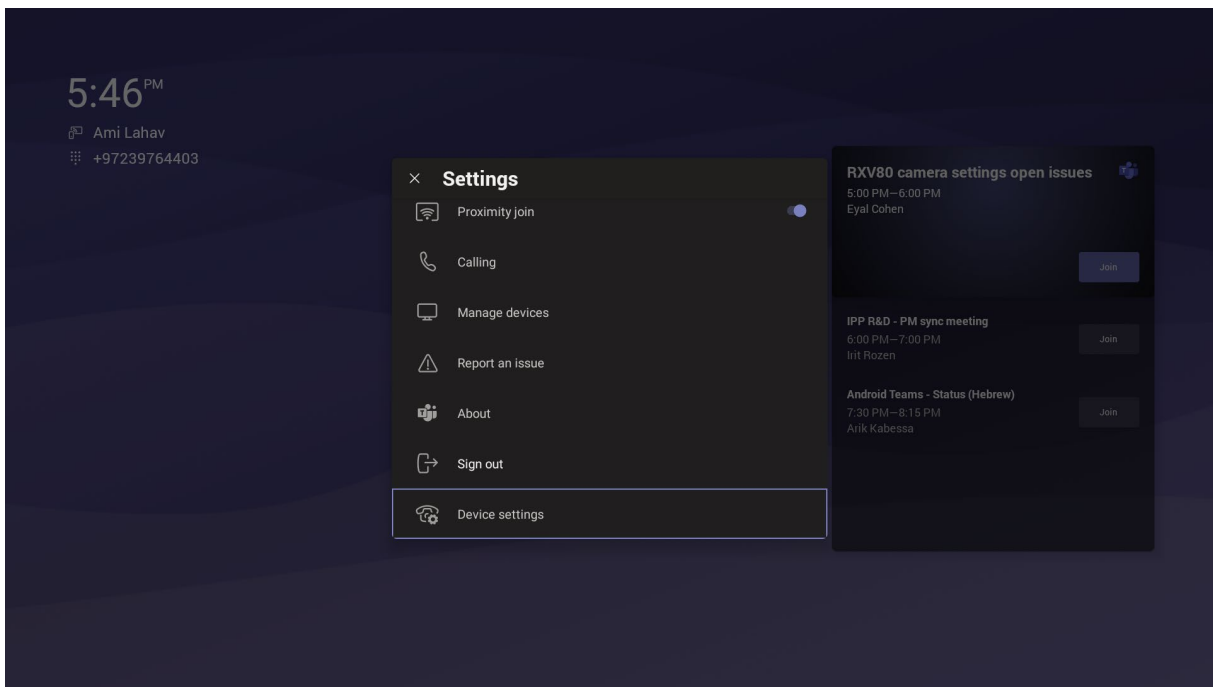 5:46 PM
Ami Lahav
+97239764403
Settings
Proximity join
Calling
Manage devices
Report an issue
About
Sign out
Device settings
RXV80 camera settings open issues
5:00 PM–6:00 PM
Eyal Cohen
Join
IPP R&D - PM sync meeting
6:00 PM–7:00 PM
Irit Rozen
Join
Android Teams - Status (Hebrew)
7:30 PM–8:15 PM
Arik Kabessa
Join